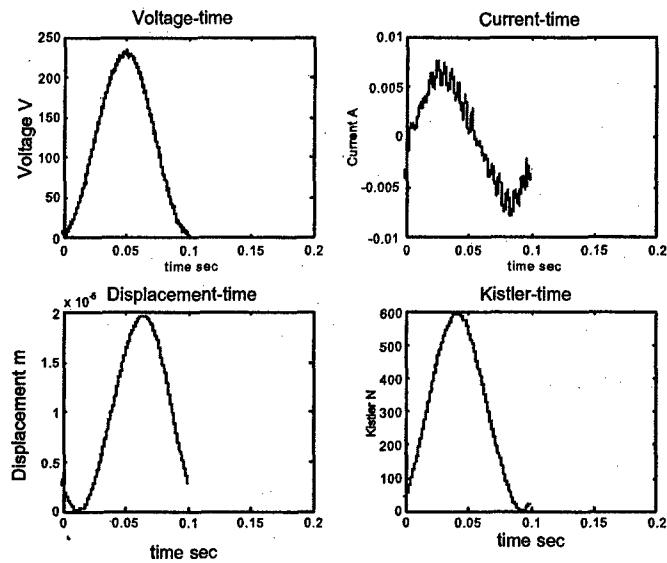 Voltage-time
250
200
150
100
50
0
0 0.05 0.1 0.15 0.2
Voltage V
time sec
Current-time
0.01
0.005
0
-0.005
-0.01
0 0.05 0.1 0.15 0.2
Current A
time sec
x 10⁻⁵ Displacement-time
2
1.5
1
0.5
0
0 0.05 0.1 0.15 0.2
Displacement m
time sec
Kistler-time
600
500
400
300
200
100
0
0 0.05 0.1 0.15 0.2
Kistler N
time sec